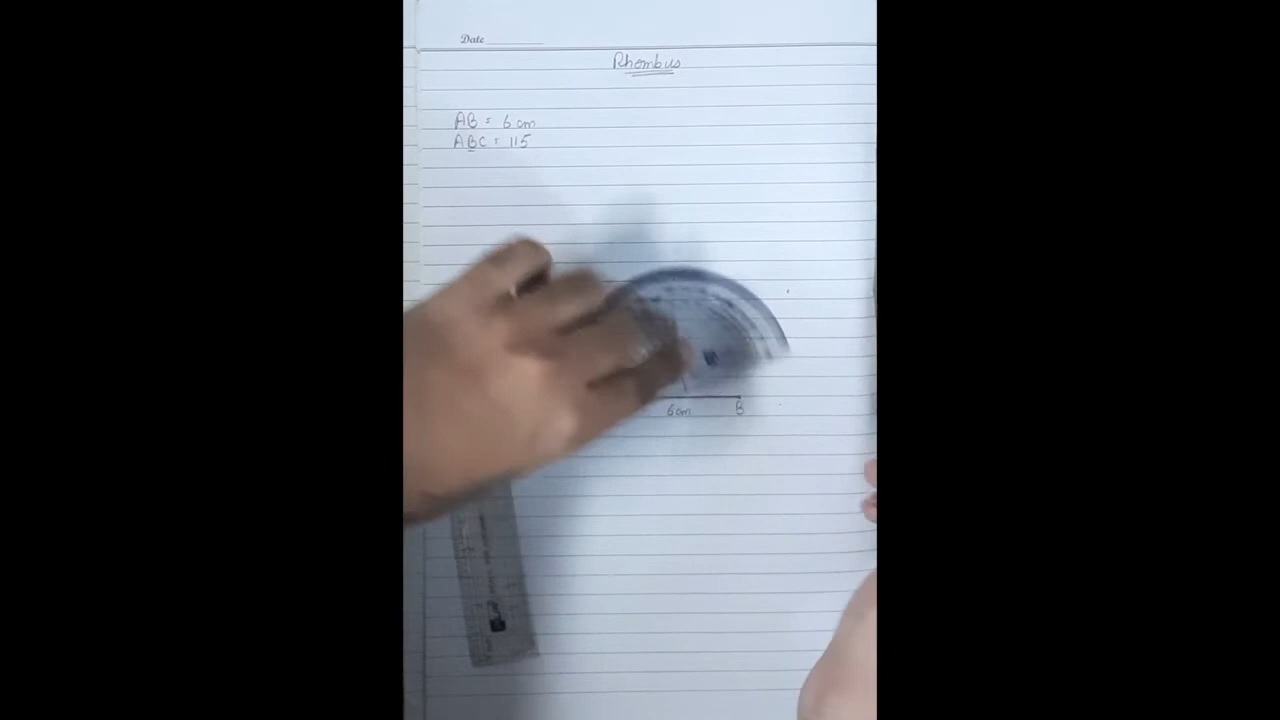 Date
Rhombus
AB = 6 cm
ABC = 115
6cm B